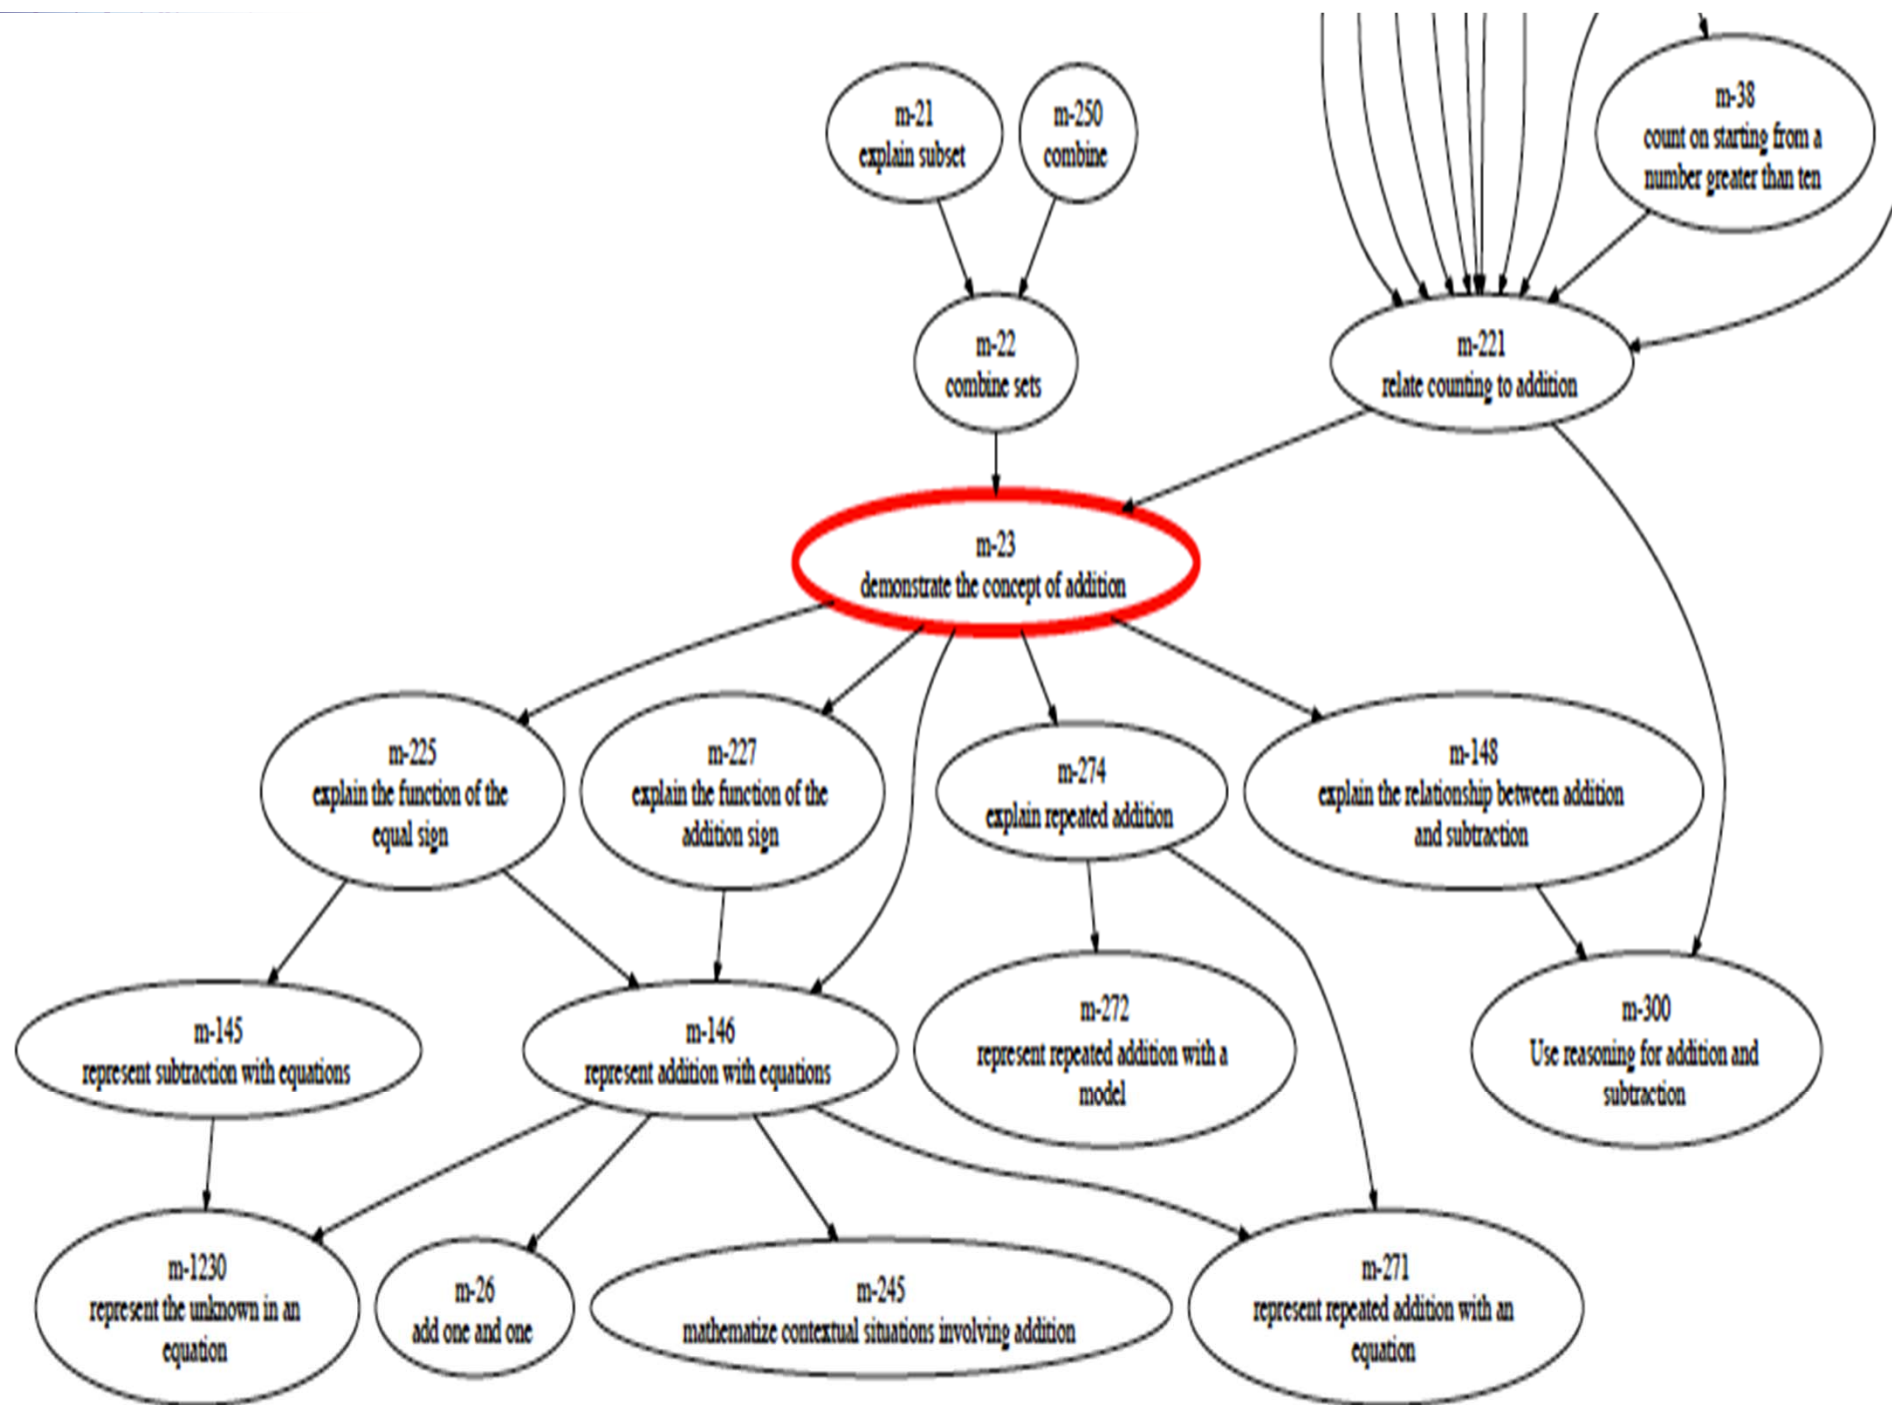 m-38
count on starting from a
number greater than ten
m-21
explain subset
m-250
combine
m-22
combine sets
m-221
relate counting to addition
m-23
demonstrate the concept of addition
m-225
explain the function of the
equal sign
m-227
explain the function of the
addition sign
m-274
explain repeated addition
m-148
explain the relationship between addition
and subtraction
m-145
represent subtraction with equations
m-146
represent addition with equations
m-272
represent repeated addition with a
model
m-300
Use reasoning for addition and
subtraction
m-1230
represent the unknown in an
equation
m-26
add one and one
m-245
mathematize contextual situations involving addition
m-271
represent repeated addition with an
equation